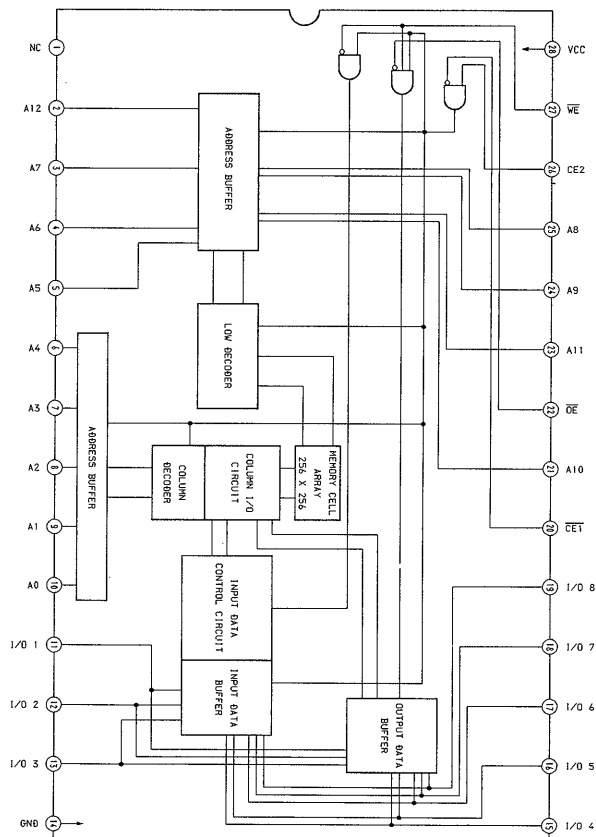 NC 1
28 VCC
A12 2
27 WE
A7 3
26 CE2
A6 4
25 A8
A5 5
24 A9
A4 6
23 A11
A3 7
22 OE
A2 8
21 A10
A1 9
20 CE1
A0 10
19 I/O 8
I/O 1 11
18 I/O 7
I/O 2 12
17 I/O 6
I/O 3 13
16 I/O 5
GND 14
15 I/O 4
ADDRESS BUFFER
LOW DECODER
ADDRESS BUFFER
COLUMN
DECODER
COLUMN I/O
CIRCUIT
MEMORY CELL
ARRAY
256 X 256
INPUT DATA
CONTROL CIRCUIT
INPUT DATA
BUFFER
OUTPUT DATA
BUFFER